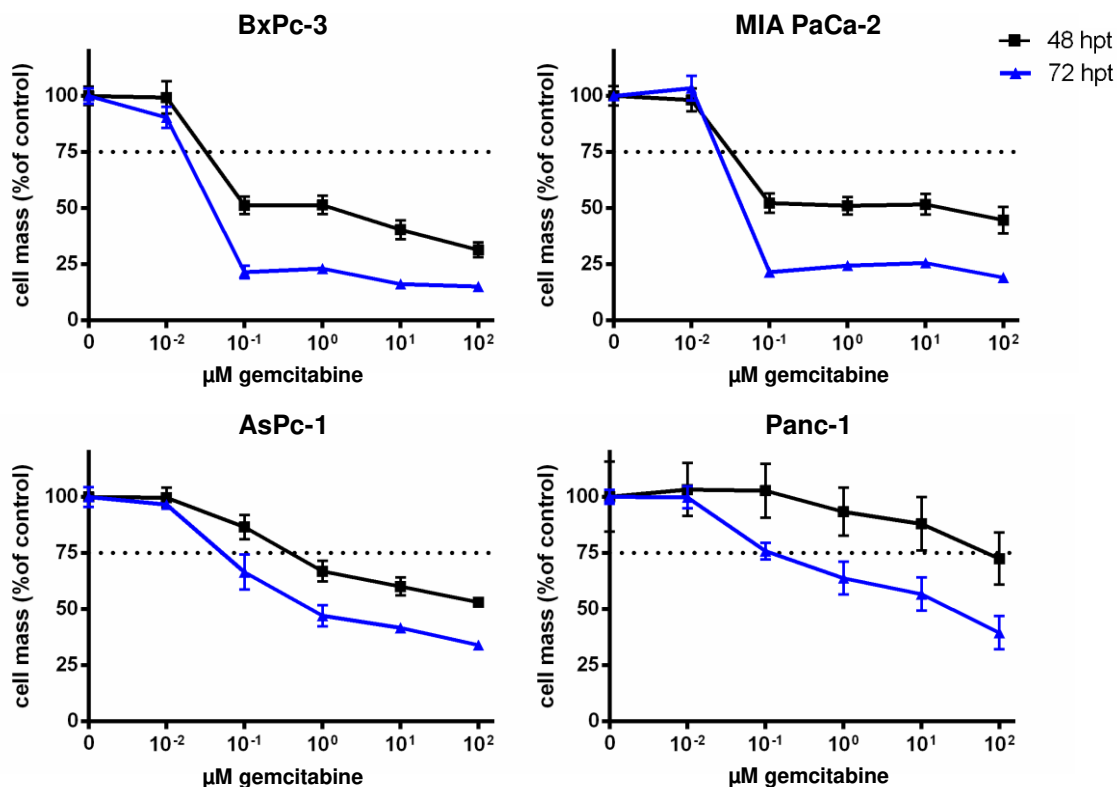 BxPc-3
MIA PaCa-2
48 hpt
72 hpt
cell mass (%of control)
100
75
50
25
0
0 10⁻² 10⁻¹ 10⁰ 10¹ 10²
µM gemcitabine
cell mass (%of control)
100
75
50
25
0
0 10⁻² 10⁻¹ 10⁰ 10¹ 10²
µM gemcitabine
AsPc-1
Panc-1
cell mass (%of control)
100
75
50
25
0
0 10⁻² 10⁻¹ 10⁰ 10¹ 10²
µM gemcitabine
cell mass (%of control)
100
75
50
25
0
0 10⁻² 10⁻¹ 10⁰ 10¹ 10²
µM gemcitabine